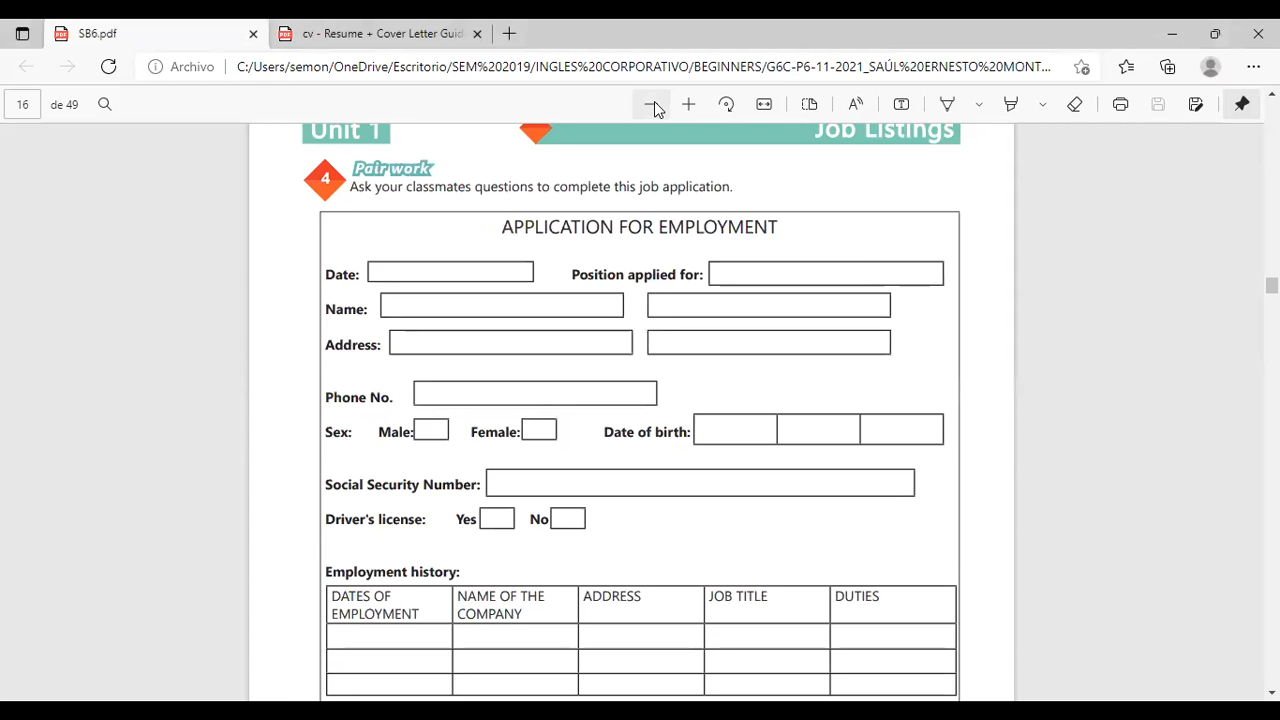 SB6.pdf
cv - Resume + Cover Letter Guid
Archivo
C:/Users/semon/OneDrive/Escritorio/SEM%202019/INGLES%20CORPORATIVO/BEGINNERS/G6C-P6-11-2021_SAÚL%20ERNESTO%20MONT...
16 de 49
Unit 1
Job Listings
4
Pair work
Ask your classmates questions to complete this job application.
APPLICATION FOR EMPLOYMENT
Date: Position applied for:
Name:
Address:
Phone No.
Sex: Male: Female: Date of birth:
Social Security Number:
Driver's license: Yes No
Employment history:
DATES OF EMPLOYMENT
NAME OF THE COMPANY
ADDRESS
JOB TITLE
DUTIES